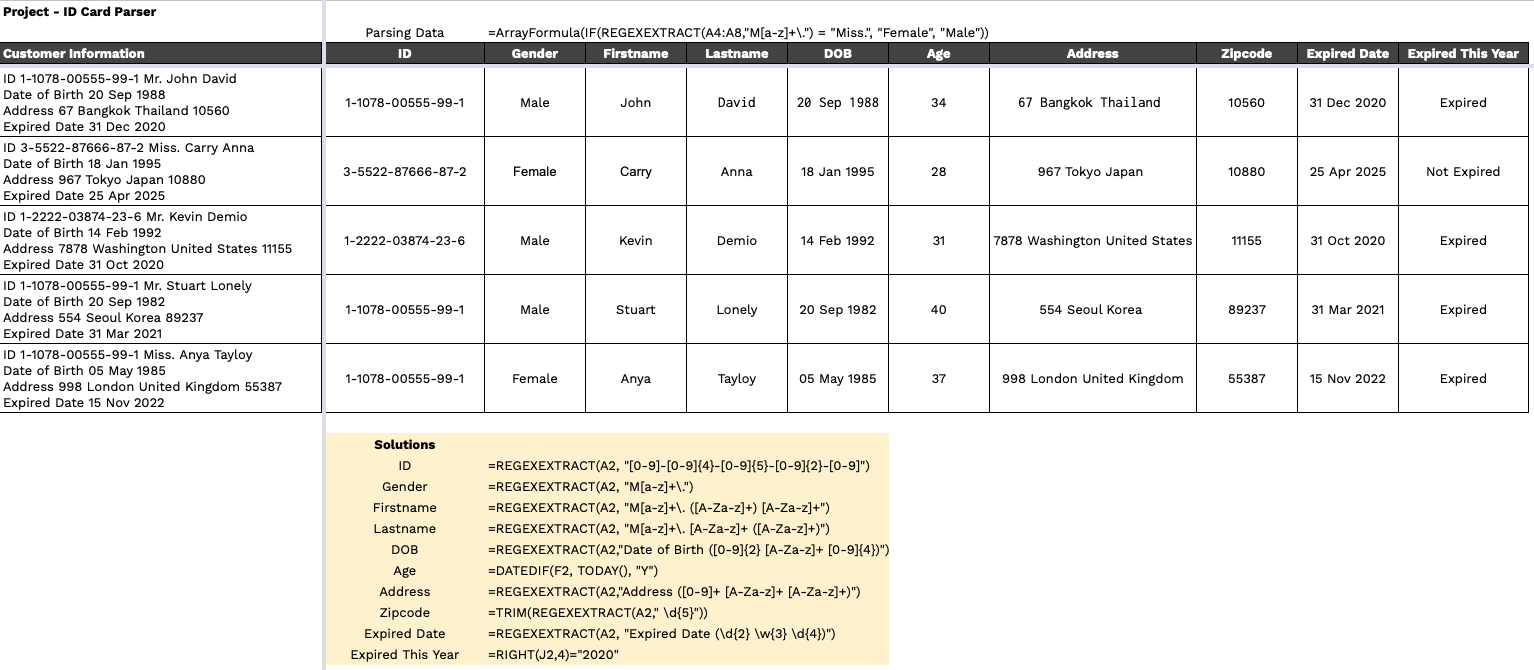 Project - ID Card Parser
Parsing Data =ArrayFormula(IF(REGEXEXTRACT(A4:A8,"M[a-z]+\.") = "Miss.", "Female", "Male"))
Customer Information ID Gender Firstname Lastname DOB Age Address Zipcode Expired Date Expired This Year
ID 1-1078-00555-99-1 Mr. John David
Date of Birth 20 Sep 1988
Address 67 Bangkok Thailand 10560
Expired Date 31 Dec 2020
1-1078-00555-99-1 Male John David 20 Sep 1988 34 67 Bangkok Thailand 10560 31 Dec 2020 Expired
ID 3-5522-87666-87-2 Miss. Carry Anna
Date of Birth 18 Jan 1995
Address 967 Tokyo Japan 10880
Expired Date 25 Apr 2025
3-5522-87666-87-2 Female Carry Anna 18 Jan 1995 28 967 Tokyo Japan 10880 25 Apr 2025 Not Expired
ID 1-2222-03874-23-6 Mr. Kevin Demio
Date of Birth 14 Feb 1992
Address 7878 Washington United States 11155
Expired Date 31 Oct 2020
1-2222-03874-23-6 Male Kevin Demio 14 Feb 1992 31 7878 Washington United States 11155 31 Oct 2020 Expired
ID 1-1078-00555-99-1 Mr. Stuart Lonely
Date of Birth 20 Sep 1982
Address 554 Seoul Korea 89237
Expired Date 31 Mar 2021
1-1078-00555-99-1 Male Stuart Lonely 20 Sep 1982 40 554 Seoul Korea 89237 31 Mar 2021 Expired
ID 1-1078-00555-99-1 Miss. Anya Tayloy
Date of Birth 05 May 1985
Address 998 London United Kingdom 55387
Expired Date 15 Nov 2022
1-1078-00555-99-1 Female Anya Tayloy 05 May 1985 37 998 London United Kingdom 55387 15 Nov 2022 Expired
Solutions
ID =REGEXEXTRACT(A2, "[0-9]-[0-9]{4}-[0-9]{5}-[0-9]{2}-[0-9]")
Gender =REGEXEXTRACT(A2, "M[a-z]+\.")
Firstname =REGEXEXTRACT(A2, "M[a-z]+\. ([A-Za-z]+) [A-Za-z]+")
Lastname =REGEXEXTRACT(A2, "M[a-z]+\. [A-Za-z]+ ([A-Za-z]+)")
DOB =REGEXEXTRACT(A2,"Date of Birth ([0-9]{2} [A-Za-z]+ [0-9]{4})")
Age =DATEDIF(F2, TODAY(), "Y")
Address =REGEXEXTRACT(A2,"Address ([0-9]+ [A-Za-z]+ [A-Za-z]+)")
Zipcode =TRIM(REGEXEXTRACT(A2," \d{5}"))
Expired Date =REGEXEXTRACT(A2, "Expired Date (\d{2} \w{3} \d{4})")
Expired This Year =RIGHT(J2,4)="2020"